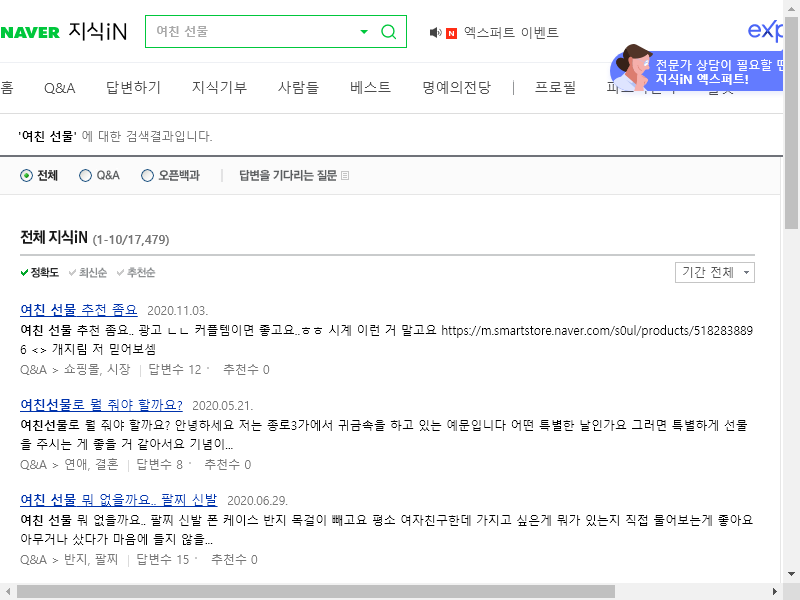 NAVER 지식iN
여친 선물
N 엑스퍼트 이벤트
exp
전문가 상담이 필요할 땐
지식iN 엑스퍼트!
홈 Q&A 답변하기 지식기부 사람들 베스트 명예의전당 | 프로필
'여친 선물' 에 대한 검색결과입니다.
전체 Q&A 오픈백과 | 답변을 기다리는 질문
전체 지식iN (1-10/17,479)
정확도 최신순 추천순 기간 전체
여친 선물 추천 좀요 2020.11.03.
여친 선물 추천 좀요.. 광고 ㄴㄴ 커플템이면 좋고요..ㅎㅎ 시계 이런 거 말고요 https://m.smartstore.naver.com/s0ul/products/518283889
6 <> 개지림 저 믿어보셈
Q&A > 쇼핑몰, 시장 | 답변수 12 · 추천수 0
여친선물로 뭘 줘야 할까요? 2020.05.21.
여친선물로 뭘 줘야 할까요? 안녕하세요 저는 종로3가에서 귀금속을 하고 있는 예문입니다 어떤 특별한 날인가요 그러면 특별하게 선물
을 주시는 게 좋을 거 같아서요 기념이...
Q&A > 연애, 결혼 | 답변수 8 · 추천수 0
여친 선물 뭐 없을까요.. 팔찌 신발 2020.06.29.
여친 선물 뭐 없을까요.. 팔찌 신발 폰 케이스 반지 목걸이 빼고요 평소 여자친구한데 가지고 싶은게 뭐가 있는지 직접 물어보는게 좋아요
아무거나 샀다가 마음에 들지 않을...
Q&A > 반지, 팔찌 | 답변수 15 · 추천수 0